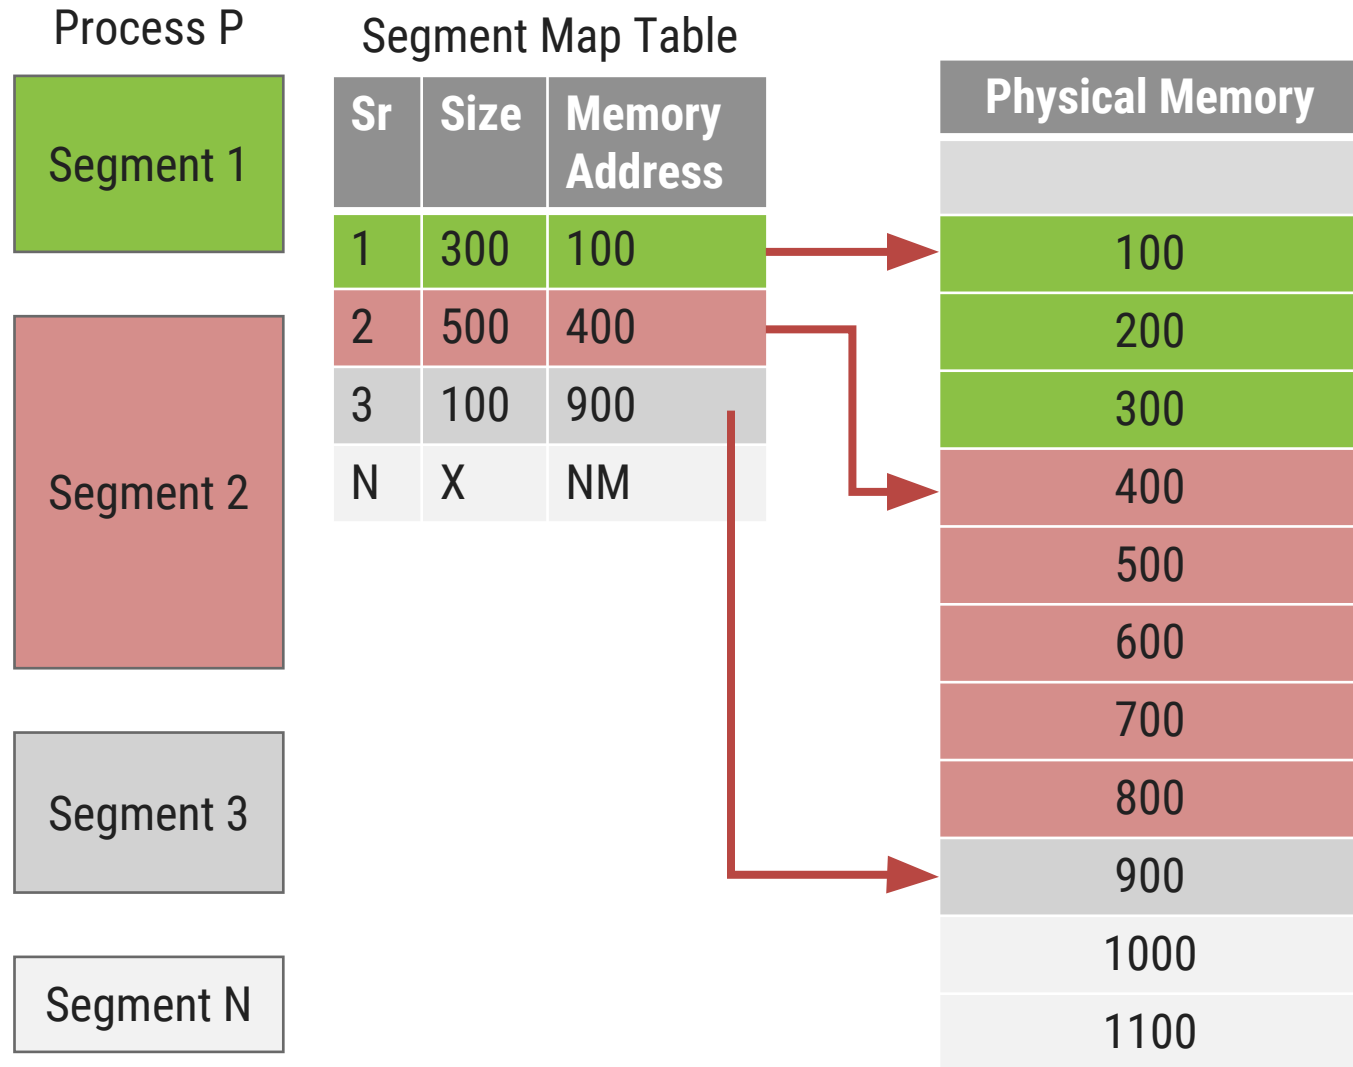 Process P
Segment 1
Segment 2
Segment 3
Segment N
Segment Map Table
Sr Size Memory Address
1 300 100
2 500 400
3 100 900
N X NM
Physical Memory
100
200
300
400
500
600
700
800
900
1000
1100